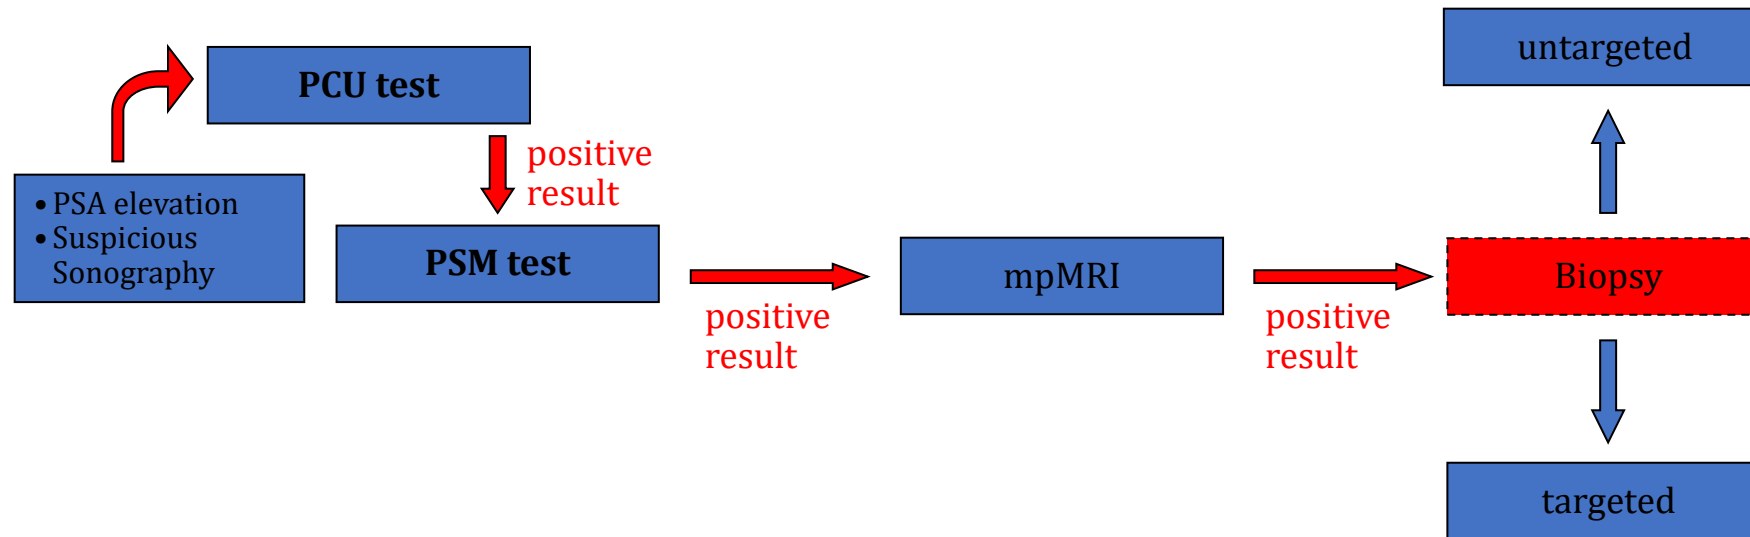 untargeted
PCU test
positive
result
• PSA elevation
• Suspicious
Sonography
PSM test
mpMRI
Biopsy
positive
result
positive
result
targeted